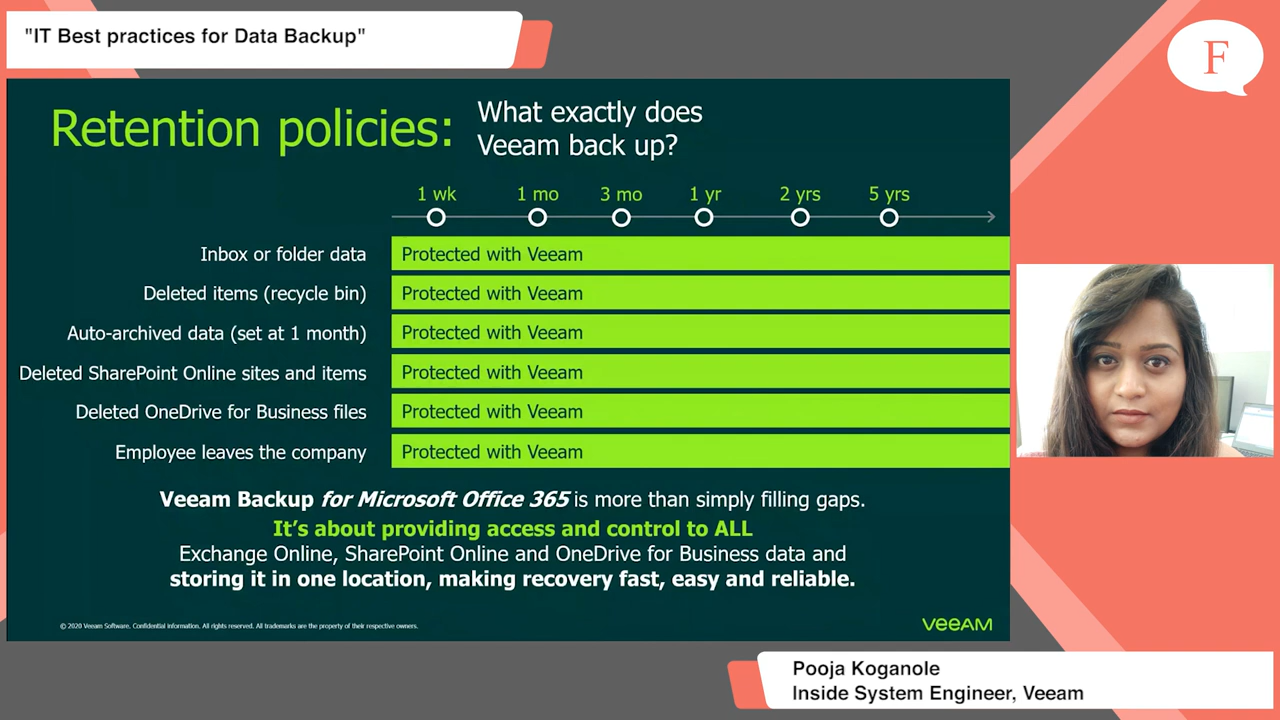 "IT Best practices for Data Backup"
F
Retention policies:
What exactly does
Veeam back up?
1 wk 1 mo 3 mo 1 yr 2 yrs 5 yrs
Inbox or folder data Protected with Veeam
Deleted items (recycle bin) Protected with Veeam
Auto-archived data (set at 1 month) Protected with Veeam
Deleted SharePoint Online sites and items Protected with Veeam
Deleted OneDrive for Business files Protected with Veeam
Employee leaves the company Protected with Veeam
Veeam Backup for Microsoft Office 365 is more than simply filling gaps.
It's about providing access and control to ALL
Exchange Online, SharePoint Online and OneDrive for Business data and
storing it in one location, making recovery fast, easy and reliable.
© 2020 Veeam Software. Confidential information. All rights reserved. All trademarks are the property of their respective owners.
VEEAM
Pooja Koganole
Inside System Engineer, Veeam